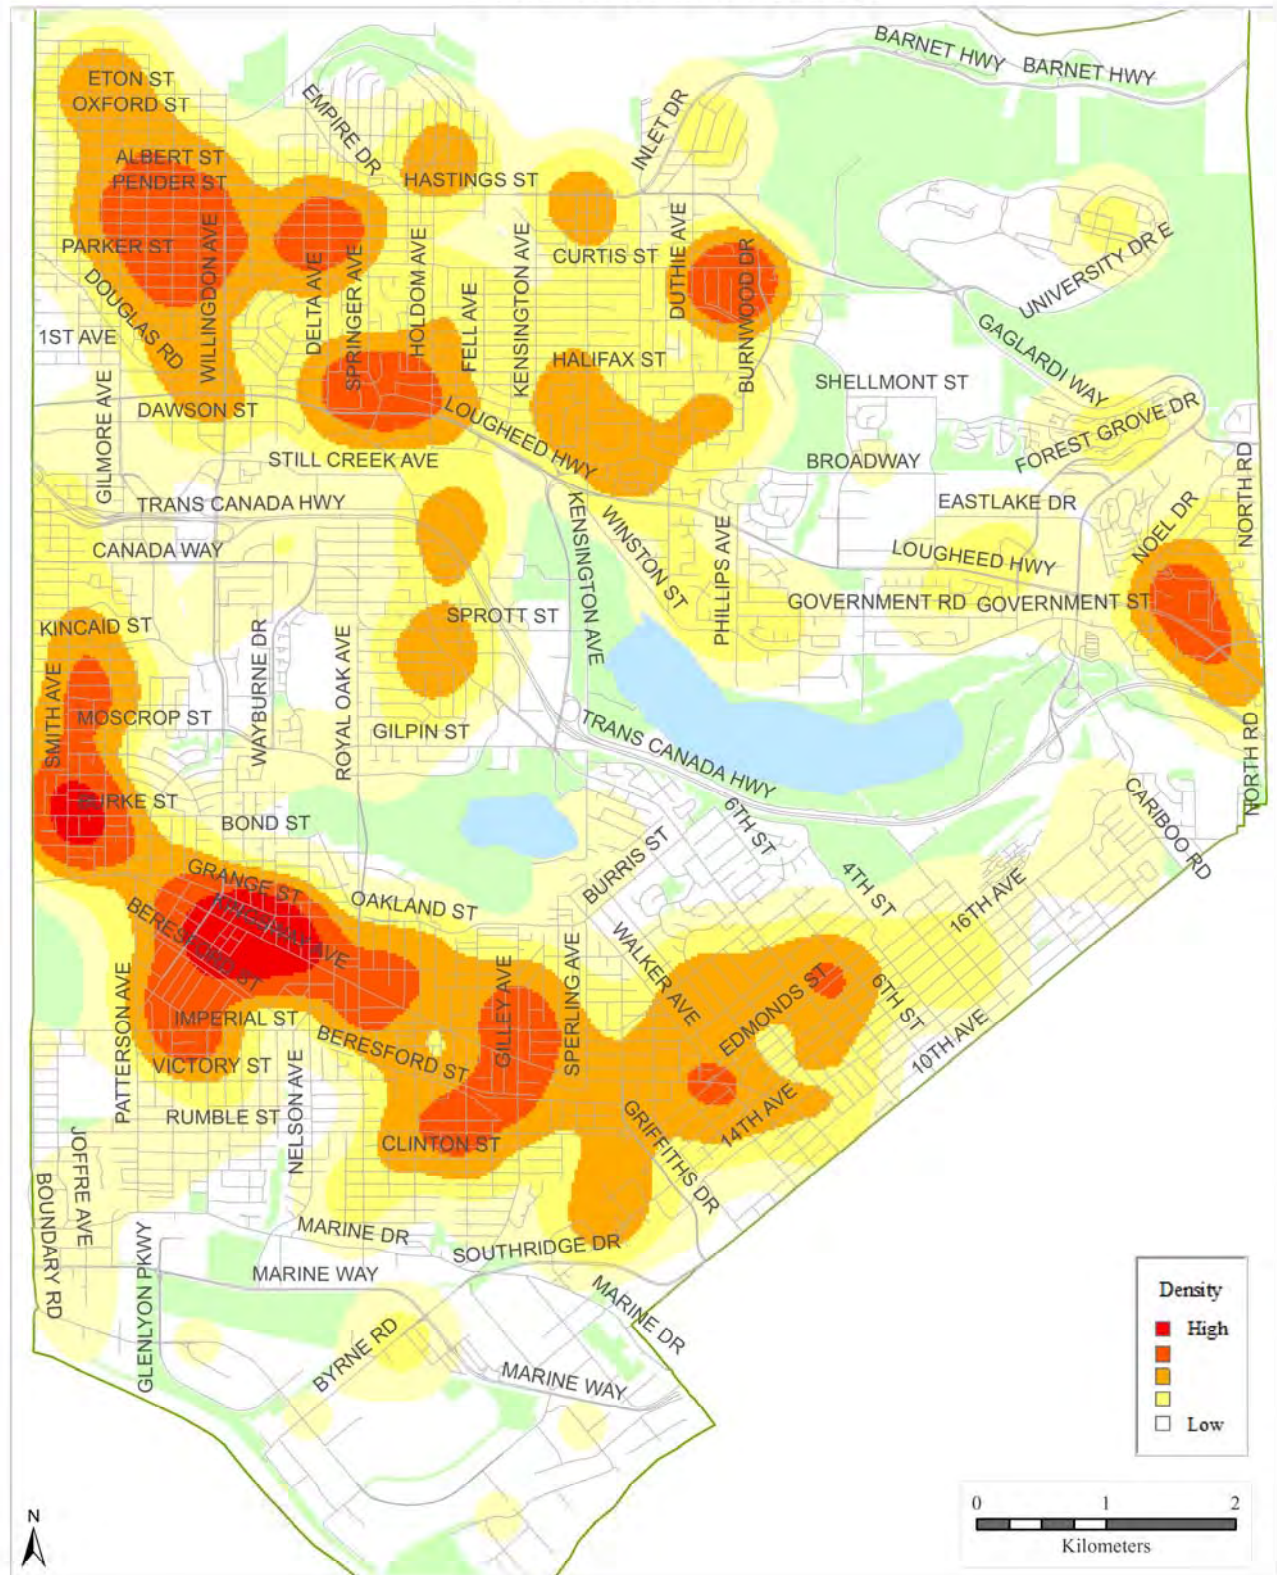 BARNET HWY
BARNET HWY
ETON ST
OXFORD ST
EMPIRE DR
INLET DR
ALBERT ST
PENDER ST
HASTINGS ST
PARKER ST
WILLINGDON AVE
DELTA AVE
SPRINGER AVE
HOLDOM AVE
FELL AVE
KENSINGTON AVE
CURTIS ST
DUTHIE AVE
BURNWOOD DR
UNIVERSITY DR E
DOUGLAS RD
1ST AVE
GAGLARDI WAY
HALIFAX ST
SHELLMONT ST
GILMORE AVE
DAWSON ST
LOUGHEED HWY
FOREST GROVE DR
STILL CREEK AVE
BROADWAY
NORTH RD
TRANS CANADA HWY
KENSINGTON AVE
WINSTON ST
PHILLIPS AVE
EASTLAKE DR
NOEL DR
CANADA WAY
LOUGHEED HWY
GOVERNMENT RD
GOVERNMENT ST
KINCAID ST
SPROTT ST
WAYBURNE DR
ROYAL OAK AVE
SMITH AVE
MOSCROP ST
GILPIN ST
TRANS CANADA HWY
NORTH RD
BURKE ST
BOND ST
6TH ST
CARIBOO RD
BURRIS ST
GRANGE ST
OAKLAND ST
4TH ST
16TH AVE
KINGSWAY AVE
BERESFORD ST
WALKER AVE
PATTERSON AVE
GILLEY AVE
SPERLING AVE
EDMONDS ST
6TH ST
IMPERIAL ST
BERESFORD ST
10TH AVE
VICTORY ST
NELSON AVE
RUMBLE ST
CLINTON ST
GRIFFITHS DR
14TH AVE
JOFFRE AVE
BOUNDARY RD
MARINE DR
SOUTHRIDGE DR
GLENLYON PKWY
MARINE WAY
MARINE DR
BYRNE RD
MARINE WAY
Density
High
Low
0 1 2
Kilometers
N